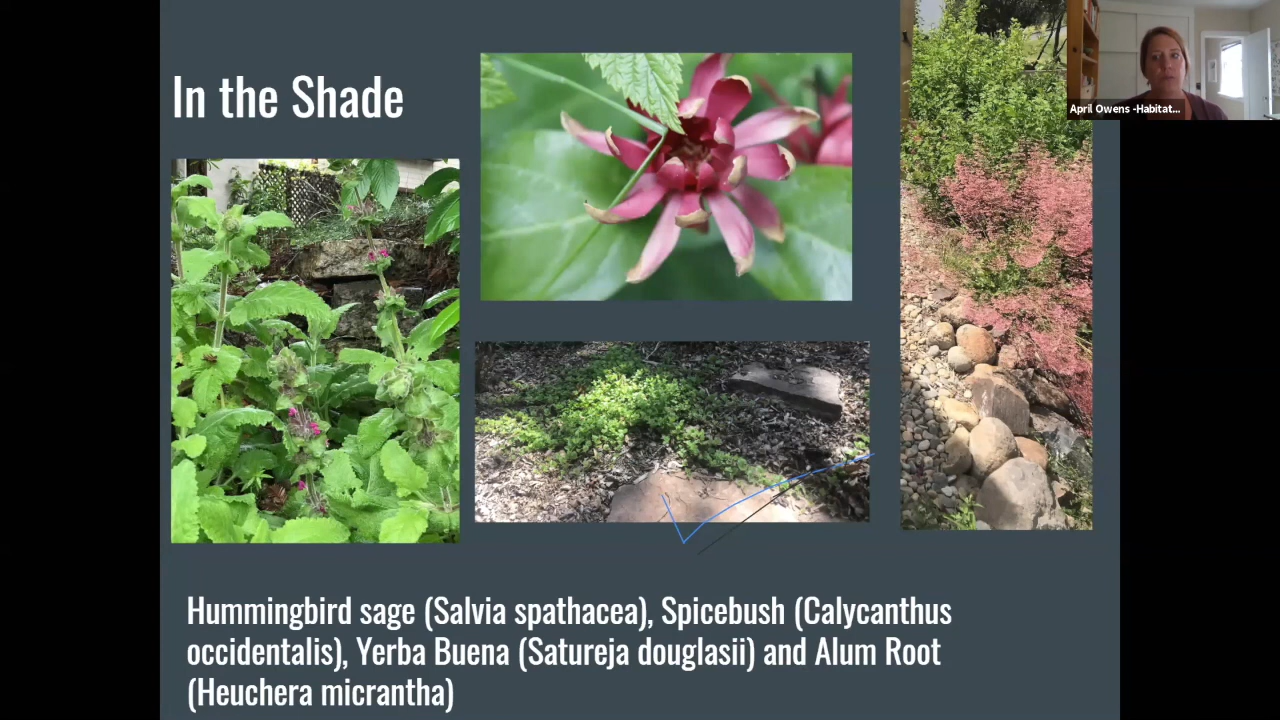 In the Shade
April Owens -Habitat...
Hummingbird sage (Salvia spathacea), Spicebush (Calycanthus
occidentalis), Yerba Buena (Satureja douglasii) and Alum Root
(Heuchera micrantha)